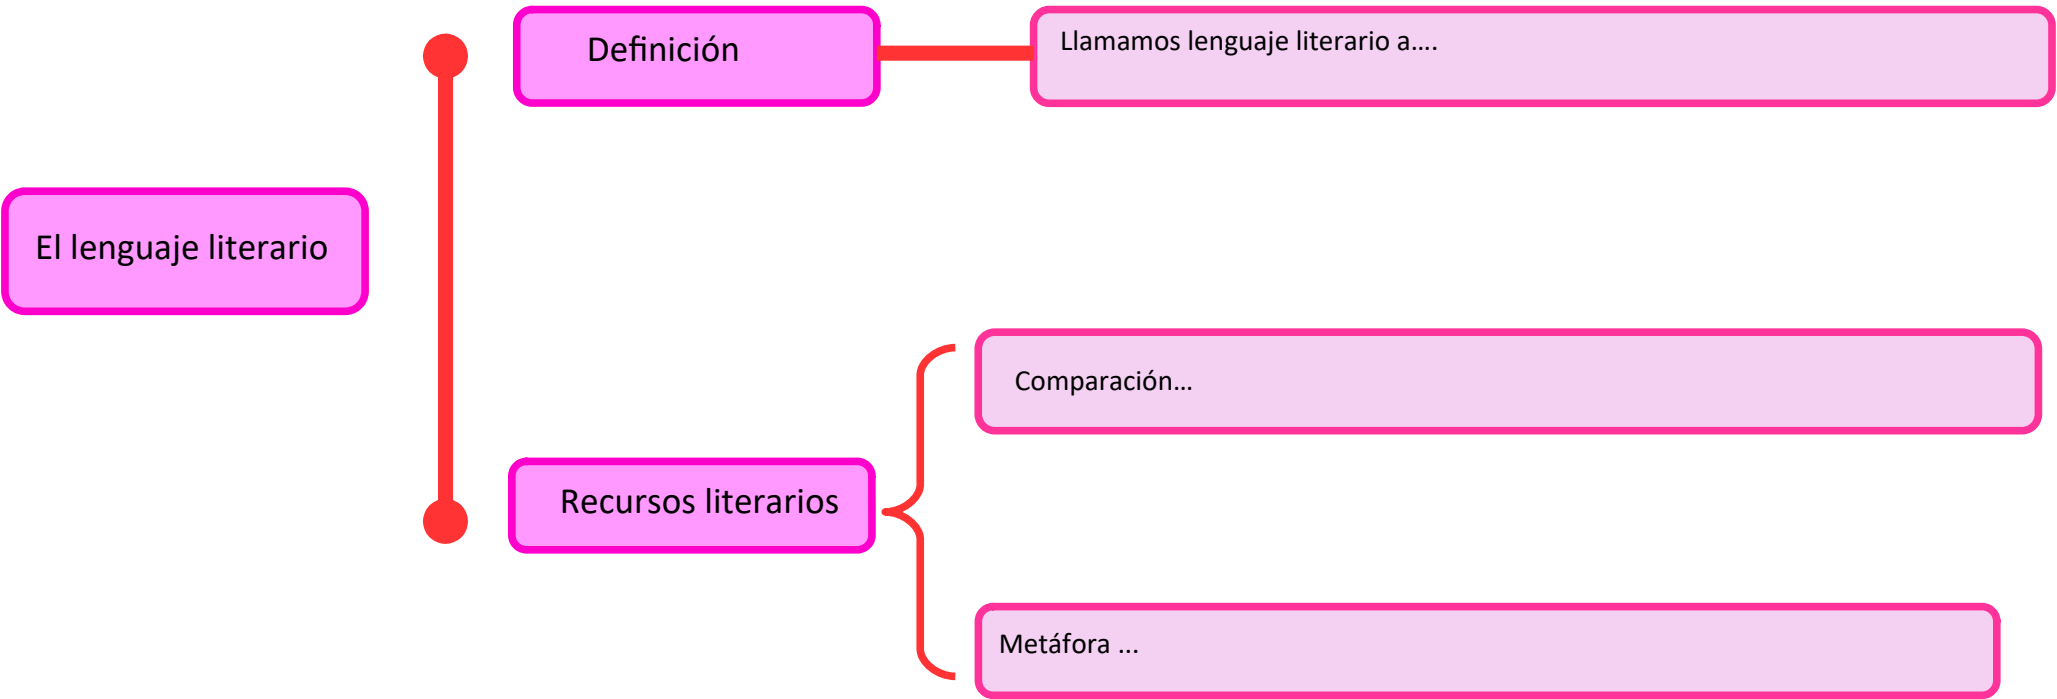 El lenguaje literario
Definición
Llamamos lenguaje literario a....
Recursos literarios
Comparación...
Metáfora ...